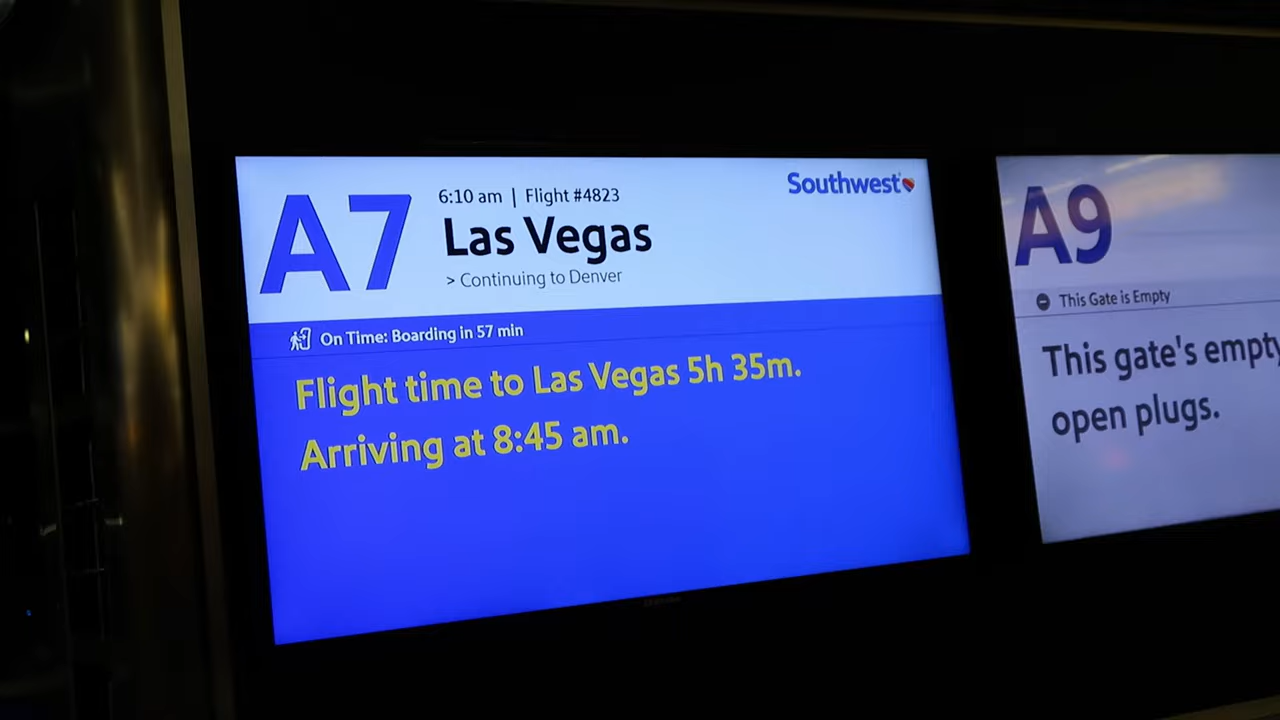 A7
6:10 am | Flight #4823
Las Vegas
> Continuing to Denver
Southwest
On Time: Boarding in 57 min
Flight time to Las Vegas 5h 35m.
Arriving at 8:45 am.
A9
This Gate is Empty
This gate's empty
open plugs.